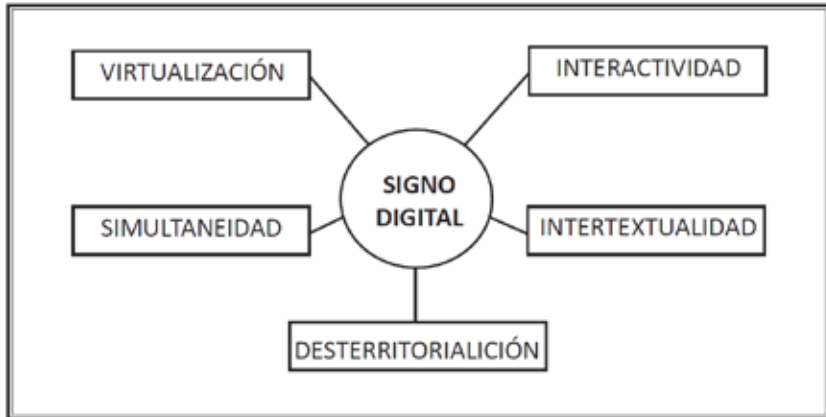 VIRTUALIZACIÓN
INTERACTIVIDAD
SIGNO
DIGITAL
SIMULTANEIDAD
INTERTEXTUALIDAD
DESTERRITORIALICIÓN